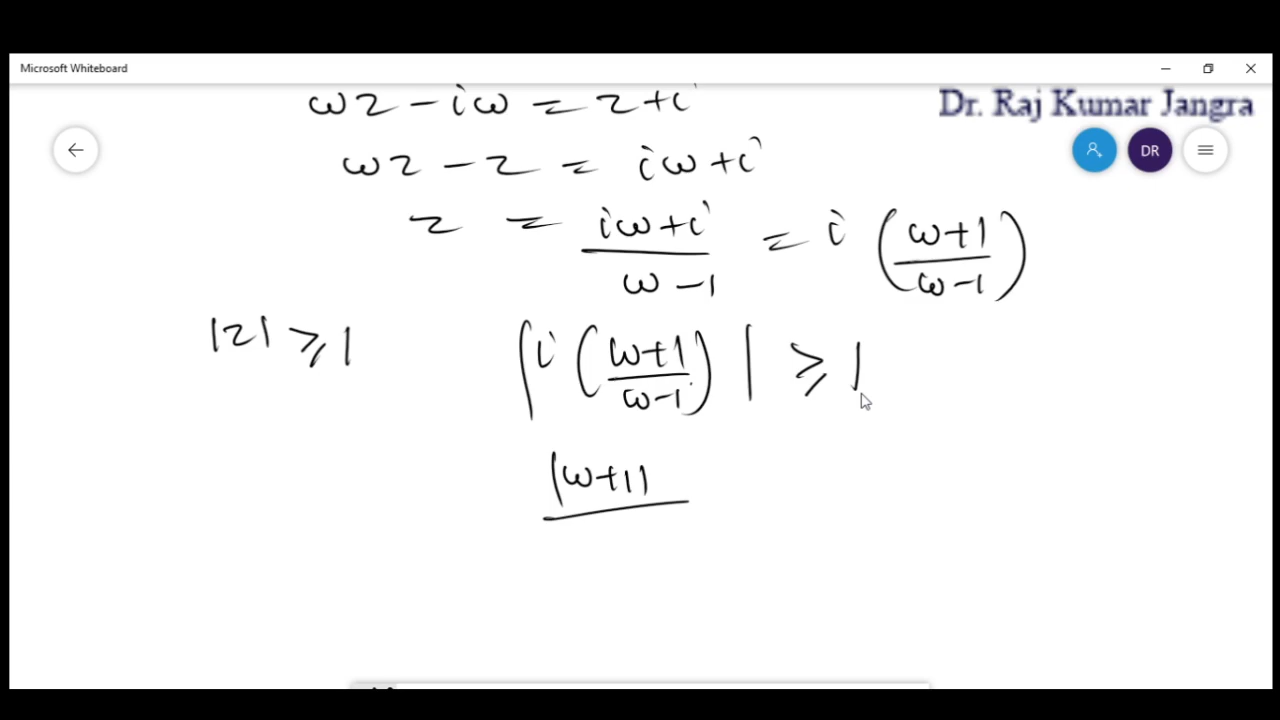 Microsoft Whiteboard
ωz - iω = z + i
Dr. Raj Kumar Jangra
DR
ωz - z = iω + i
z = (iω + i)/(ω - 1) = i ((ω + 1)/(ω - 1))
|z| ⩾ 1
|i ((ω + 1)/(ω - 1))| ⩾ 1
|ω + 1|